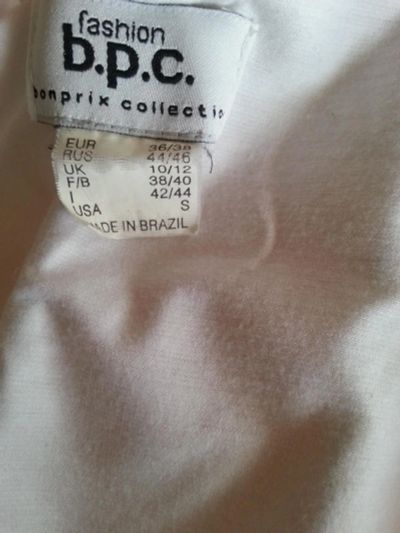 fashion
b.p.c.
bonprix collectio
EUR 36/38
RUS 44/46
UK 10/12
F/B 38/40
I 42/44
USA S
MADE IN BRAZIL